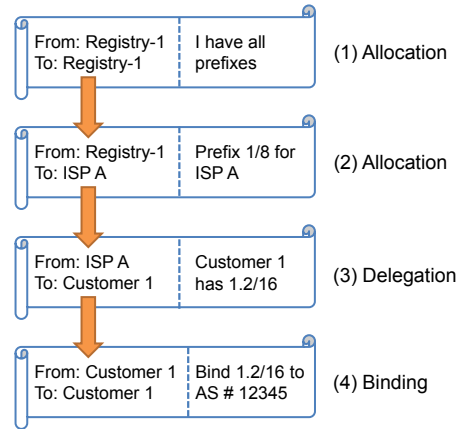 From: Registry-1
To: Registry-1
I have all
prefixes
(1) Allocation
From: Registry-1
To: ISP A
Prefix 1/8 for
ISP A
(2) Allocation
From: ISP A
To: Customer 1
Customer 1
has 1.2/16
(3) Delegation
From: Customer 1
To: Customer 1
Bind 1.2/16 to
AS # 12345
(4) Binding